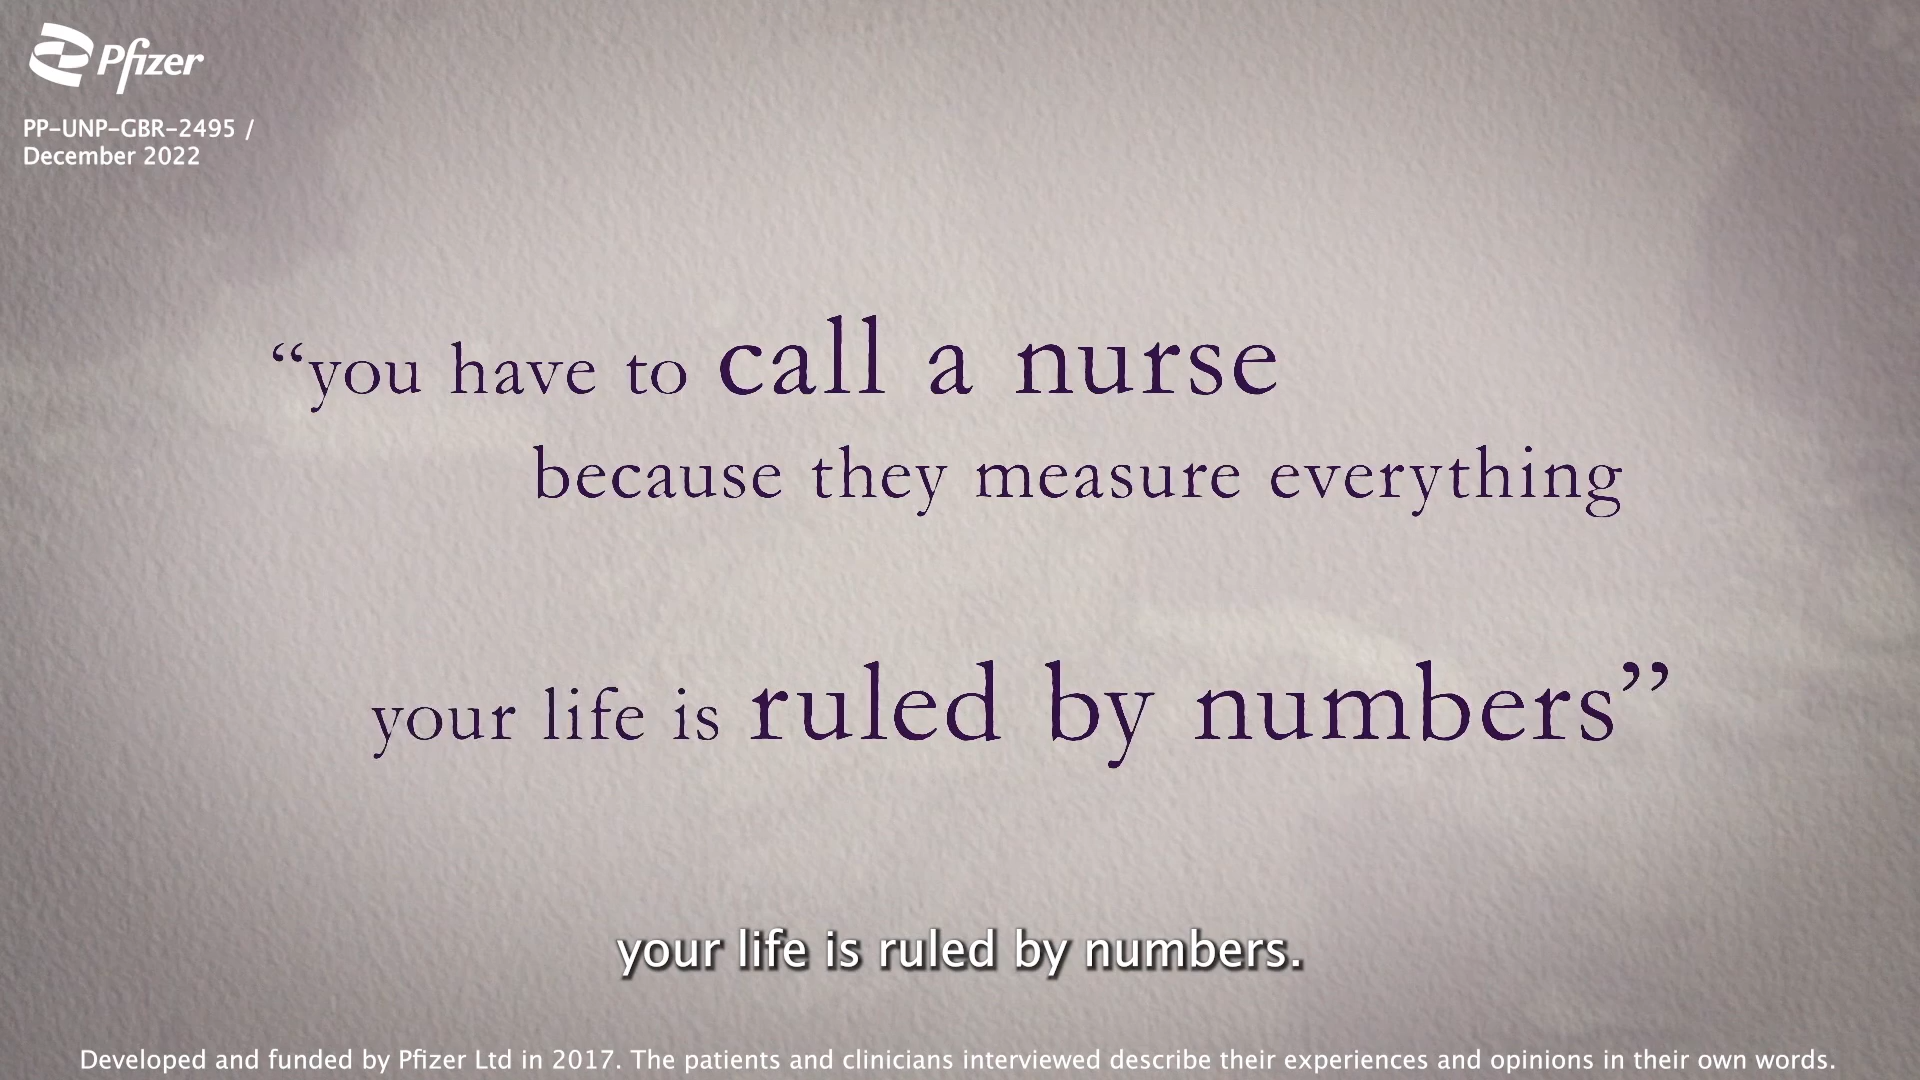 Pfizer
PP-UNP-GBR-2495 /
December 2022
“you have to call a nurse
because they measure everything
your life is ruled by numbers”
your life is ruled by numbers.
Developed and funded by Pfizer Ltd in 2017. The patients and clinicians interviewed describe their experiences and opinions in their own words.